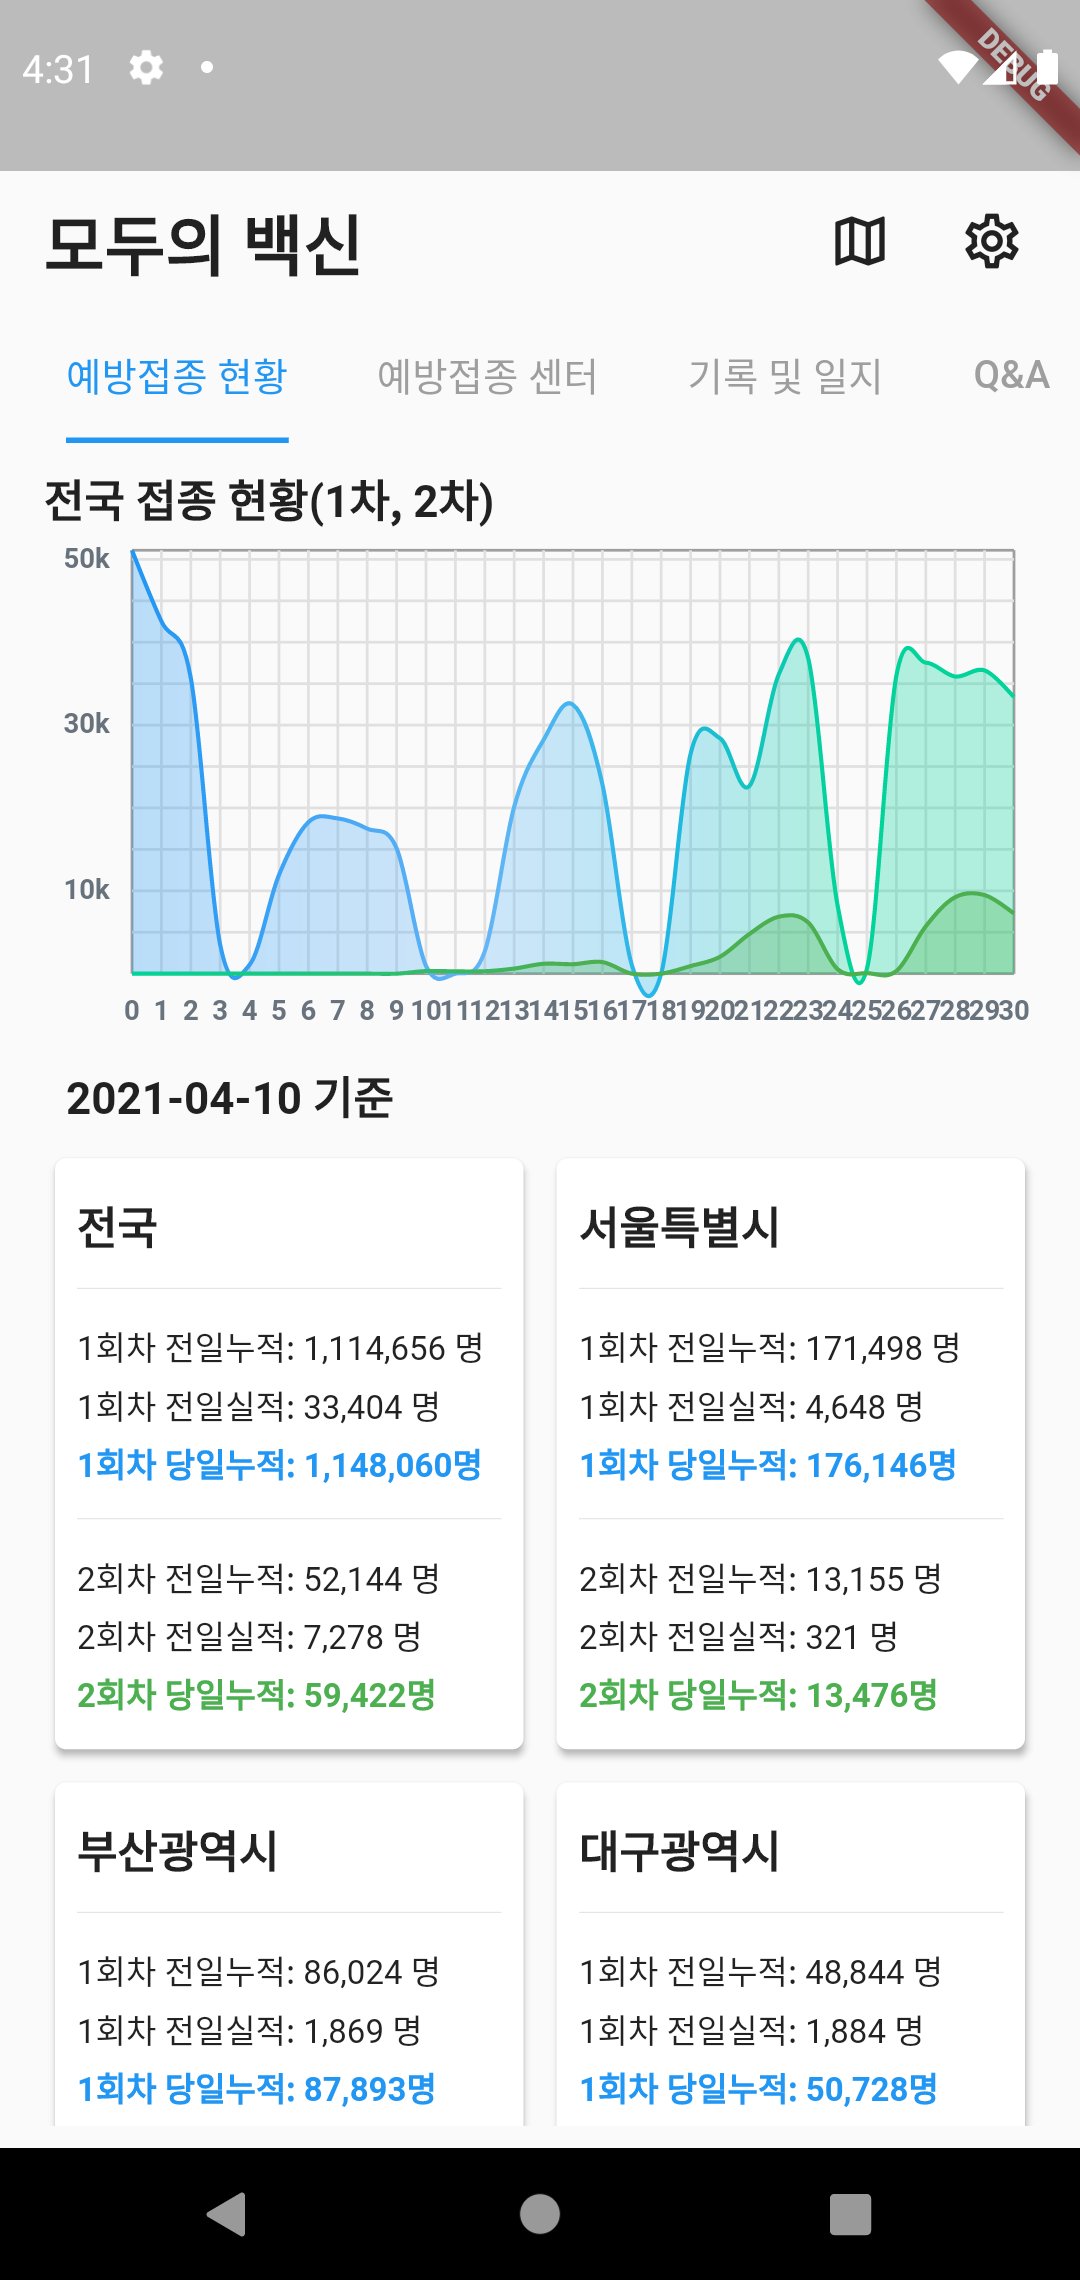 4:31
DEBUG
모두의 백신
예방접종 현황 예방접종 센터 기록 및 일지 Q&A
전국 접종 현황(1차, 2차)
50k
30k
10k
0 1 2 3 4 5 6 7 8 9 10 11 12 13 14 15 16 17 18 19 20 21 22 23 24 25 26 27 28 29 30
2021-04-10 기준
전국
1회차 전일누적: 1,114,656 명
1회차 전일실적: 33,404 명
1회차 당일누적: 1,148,060명
2회차 전일누적: 52,144 명
2회차 전일실적: 7,278 명
2회차 당일누적: 59,422명
서울특별시
1회차 전일누적: 171,498 명
1회차 전일실적: 4,648 명
1회차 당일누적: 176,146명
2회차 전일누적: 13,155 명
2회차 전일실적: 321 명
2회차 당일누적: 13,476명
부산광역시
1회차 전일누적: 86,024 명
1회차 전일실적: 1,869 명
1회차 당일누적: 87,893명
대구광역시
1회차 전일누적: 48,844 명
1회차 전일실적: 1,884 명
1회차 당일누적: 50,728명